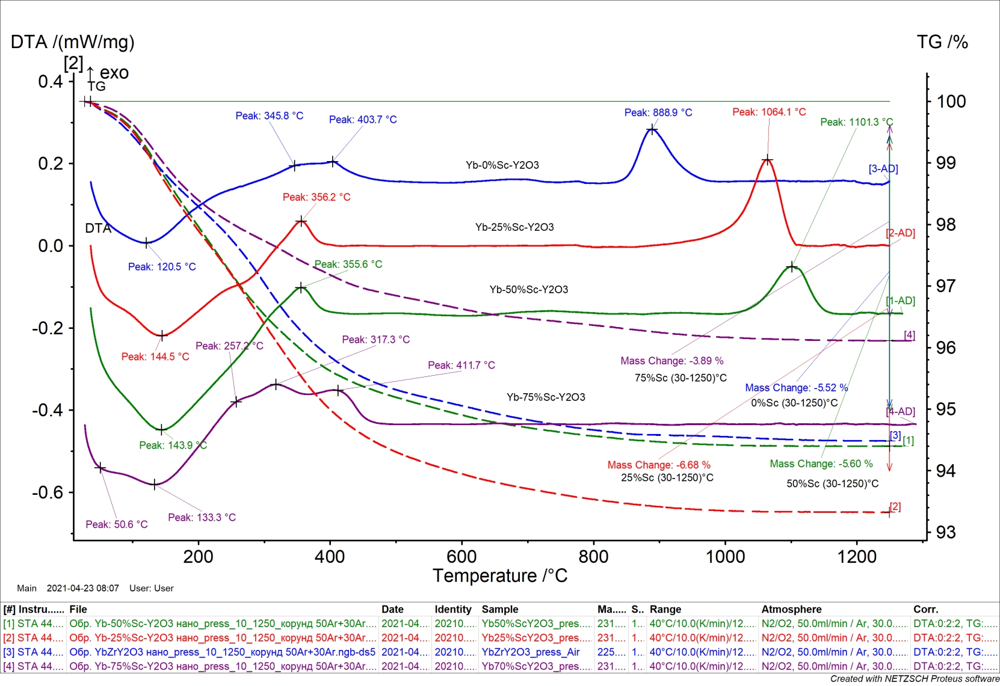 DTA /(mW/mg)
TG /%
[2]
↑ exo
TG
0.4
100
Peak: 345.8 °C
Peak: 403.7 °C
Peak: 888.9 °C
Peak: 1064.1 °C
Peak: 1101.3 °C
0.2
Yb-0%Sc-Y2O3
99
[3-AD]
Peak: 356.2 °C
DTA
Yb-25%Sc-Y2O3
98
[2-AD]
0.0
Peak: 120.5 °C
Peak: 355.6 °C
Yb-50%Sc-Y2O3
97
[1-AD]
-0.2
[4]
Peak: 144.5 °C
Peak: 257.2 °C
Peak: 317.3 °C
96
Peak: 411.7 °C
Mass Change: -3.89 %
75%Sc (30-1250)°C
Mass Change: -5.52 %
0%Sc (30-1250)°C
Yb-75%Sc-Y2O3
-0.4
95
[4-AD]
Peak: 143.9 °C
[3]
[1]
Mass Change: -6.68 %
25%Sc (30-1250)°C
Mass Change: -5.60 %
50%Sc (30-1250)°C
94
-0.6
[2]
Peak: 133.3 °C
Peak: 50.6 °C
93
200 400 600 800 1000 1200
Temperature /°C
Main 2021-04-23 08:07 User: User
[#] Instru...... File Date Identity Sample Ma..... S.. Range Atmosphere Corr.
[1] STA 44.... Обр. Yb-50%Sc-Y2O3 нано_press_10_1250_корунд 50Ar+30Ar.... 2021-04.... 20210..... Yb50%ScY2O3_pres..... 231.... 1... 40°C/10.0(K/min)/12..... N2/O2, 50.0ml/min / Ar, 30.0...... DTA:0:2:2, TG:.....
[2] STA 44.... Обр. Yb-25%Sc-Y2O3 нано_press_10_1250_корунд 50Ar+30Ar.... 2021-04.... 20210..... Yb25%ScY2O3_pres..... 231.... 1... 40°C/10.0(K/min)/12..... N2/O2, 50.0ml/min / Ar, 30.0...... DTA:0:2:2, TG:.....
[3] STA 44.... Обр. YbZrY2O3 нано_press_10_1250_корунд 50Ar+30Ar.ngb-ds5 2021-04.... 20210..... YbZrY2O3_press_Air 225.... 1... 40°C/10.0(K/min)/12..... N2/O2, 50.0ml/min / Ar, 30.0...... DTA:0:2:2, TG:.....
[4] STA 44.... Обр. Yb-75%Sc-Y2O3 нано_press_10_1250_корунд 50Ar+30Ar.... 2021-04.... 20210..... Yb70%ScY2O3_pres..... 231.... 1... 40°C/10.0(K/min)/12..... N2/O2, 50.0ml/min / Ar, 30.0...... DTA:0:2:2, TG:.....
Created with NETZSCH Proteus software